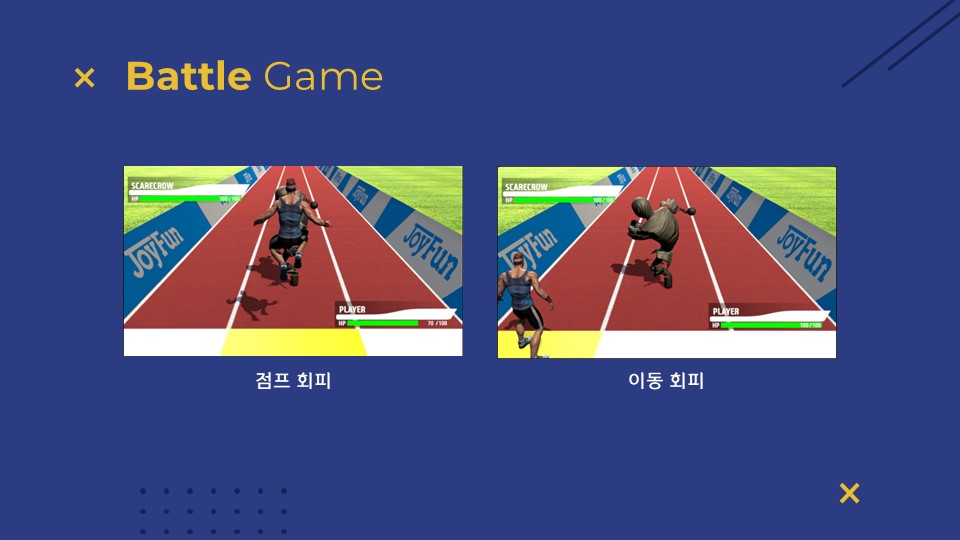 Battle Game
SCARECROW
HP 100/100
JoyFun
JoyFun
PLAYER
HP 70 /100
점프 회피
SCARECROW
HP 100/100
JoyFun
JoyFun
PLAYER
HP 100/100
이동 회피